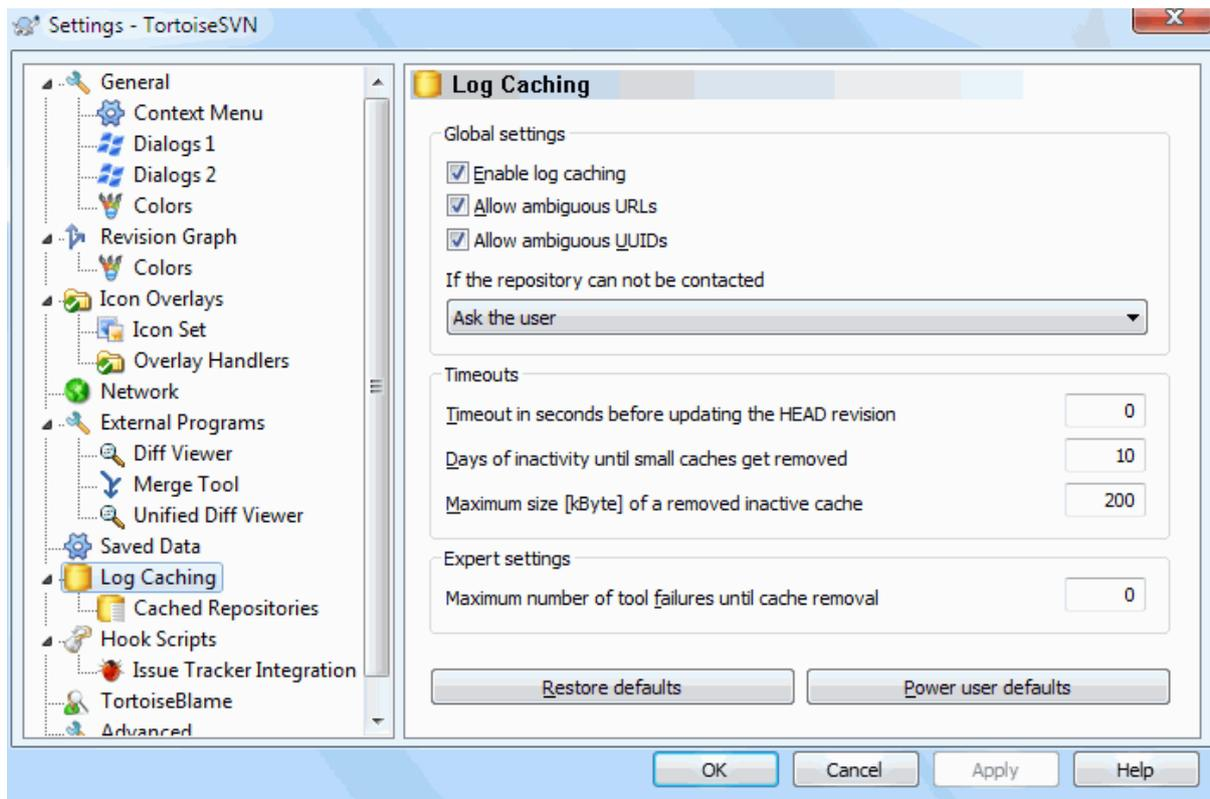 Settings - TortoiseSVN
X
General
Context Menu
Dialogs 1
Dialogs 2
Colors
Revision Graph
Colors
Icon Overlays
Icon Set
Overlay Handlers
Network
External Programs
Diff Viewer
Merge Tool
Unified Diff Viewer
Saved Data
Log Caching
Cached Repositories
Hook Scripts
Issue Tracker Integration
TortoiseBlame
Advanced
Log Caching
Global settings
Enable log caching
Allow ambiguous URLs
Allow ambiguous UUIDs
If the repository can not be contacted
Ask the user
Timeouts
Timeout in seconds before updating the HEAD revision 0
Days of inactivity until small caches get removed 10
Maximum size [kByte] of a removed inactive cache 200
Expert settings
Maximum number of tool failures until cache removal 0
Restore defaults Power user defaults
OK Cancel Apply Help